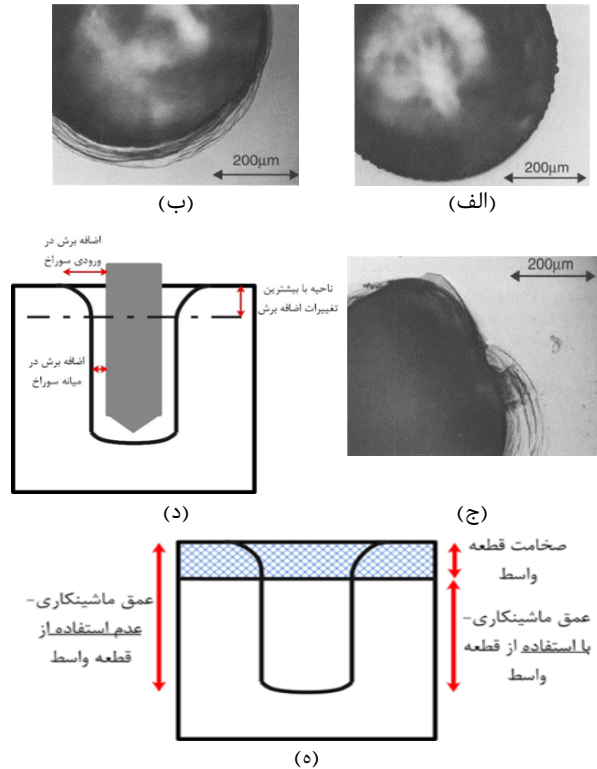 200µm
200µm
(الف)
(ب)
اضافه برش در
ورودی سوراخ
ناحیه با بیشترین
تغییرات اضافه برش
اضافه برش در
میانه سوراخ
200µm
(ج)
(د)
ضخامت قطعه
واسط
عمق ماشینکاری-
با استفاده از قطعه
واسط
عمق ماشینکاری-
عدم استفاده از
قطعه واسط
(ه)